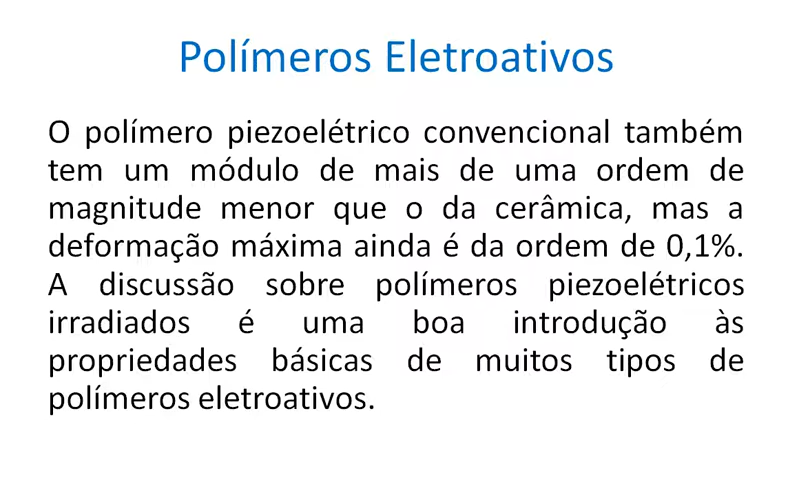 Polímeros Eletroativos
O polímero piezoelétrico convencional também
tem um módulo de mais de uma ordem de
magnitude menor que o da cerâmica, mas a
deformação máxima ainda é da ordem de 0,1%.
A discussão sobre polímeros piezoelétricos
irradiados é uma boa introdução às
propriedades básicas de muitos tipos de
polímeros eletroativos.